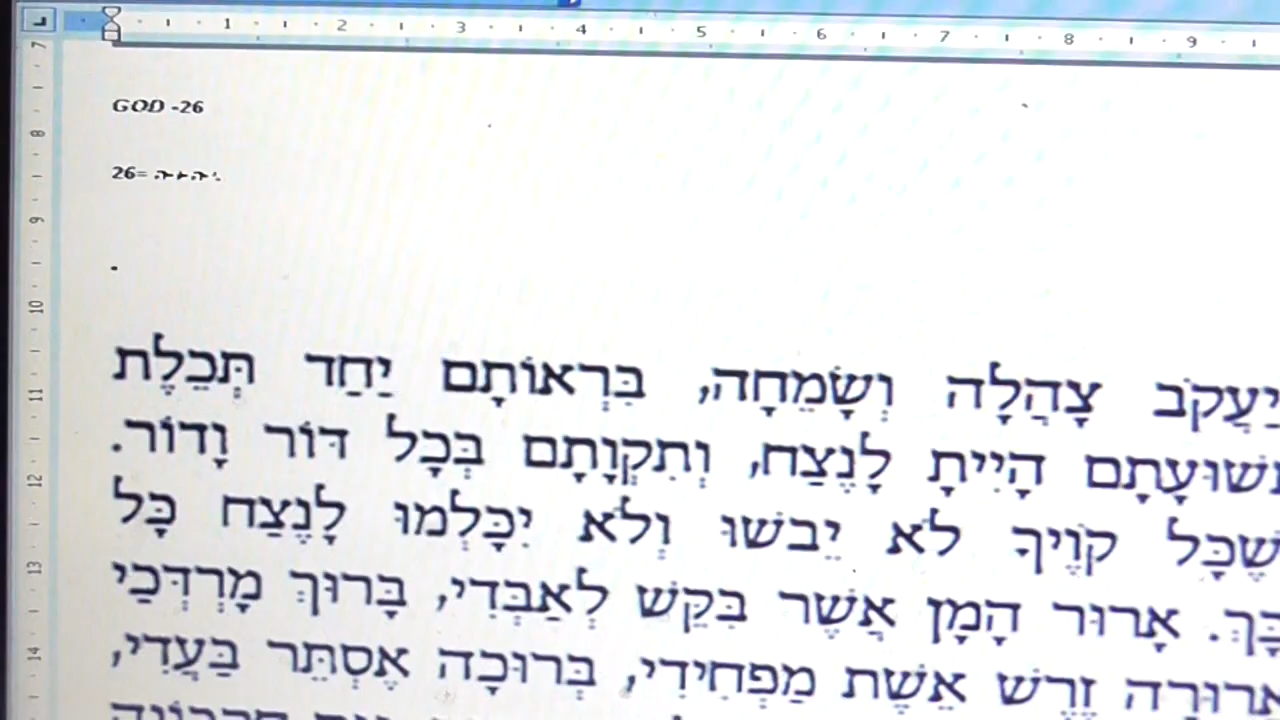 GOD -26
26= י.ה.ו.ה.
.
יַעֲקֹב צָהֲלָה וְשָׂמֵחָה, בִּרְאוֹתָם יַחַד תְּכֵלֶת
הָיִיתָ לָנֶצַח, וְתִקְוָתָם בְּכָל דּוֹר וָדוֹר.
שֶׁכָּל קֹוֶיךָ לֹא יֵבֹשׁוּ וְלֹא יִכָּלְמוּ לָנֶצַח כָּל
בָּךְ. אָרוּר הָמָן אֲשֶׁר בִּקֵּשׁ לְאַבְּדִי, בָּרוּךְ מָרְדְּכַי
אֲרוּרָה זֶרֶשׁ אֵשֶׁת מַפְחִידִי, בְּרוּכָה אֶסְתֵּר בַּעֲדִי,